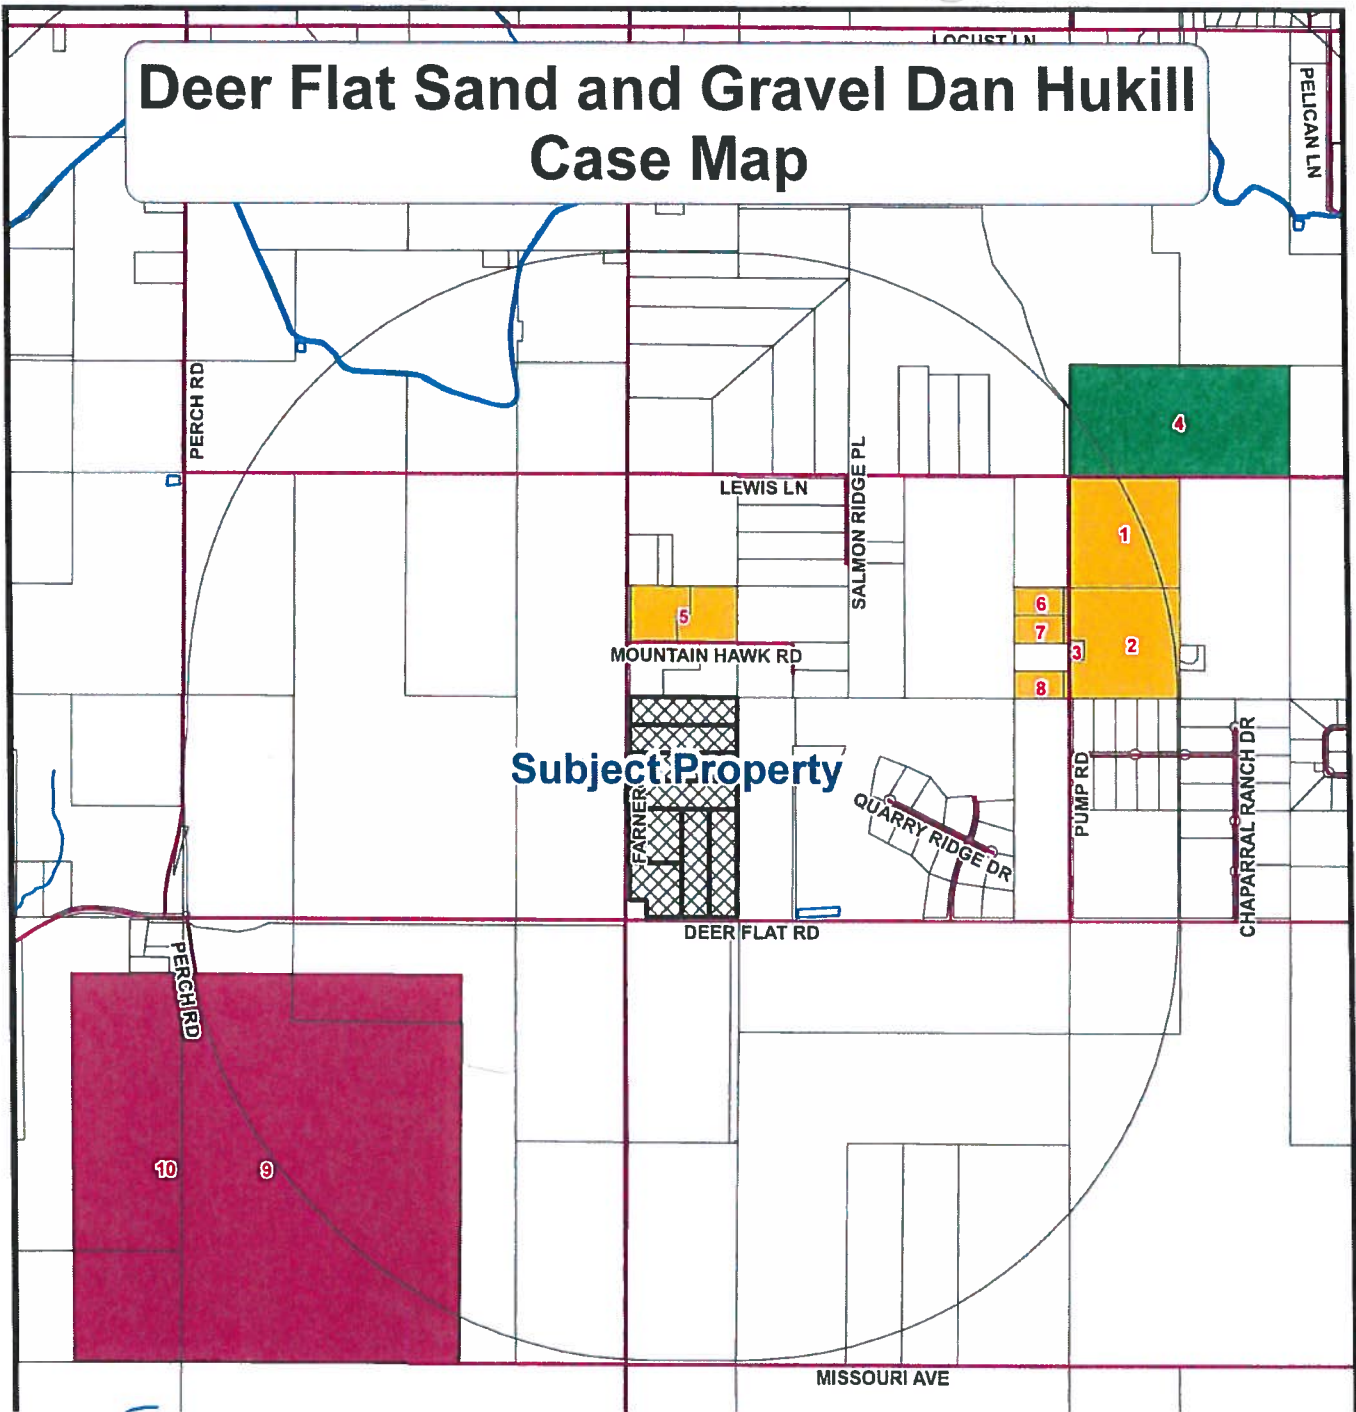 LOCUST LN
Deer Flat Sand and Gravel Dan Hukill
Case Map
PELICAN LN
PERCH RD
4
LEWIS LN
SALMON RIDGE PL
1
5
6
7
3
2
8
MOUNTAIN HAWK RD
Subject Property
FARNER
QUARRY RIDGE DR
PUMP RD
CHAPARRAL RANCH DR
DEER FLAT RD
PERCH RD
10
9
MISSOURI AVE